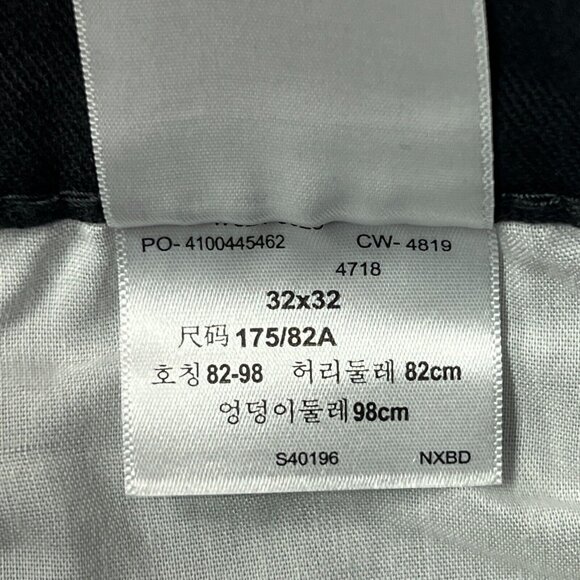 PO- 4100445462 CW- 4819
4718
32x32
尺码 175/82A
호칭 82-98 허리둘레 82cm
엉덩이둘레 98cm
S40196 NXBD